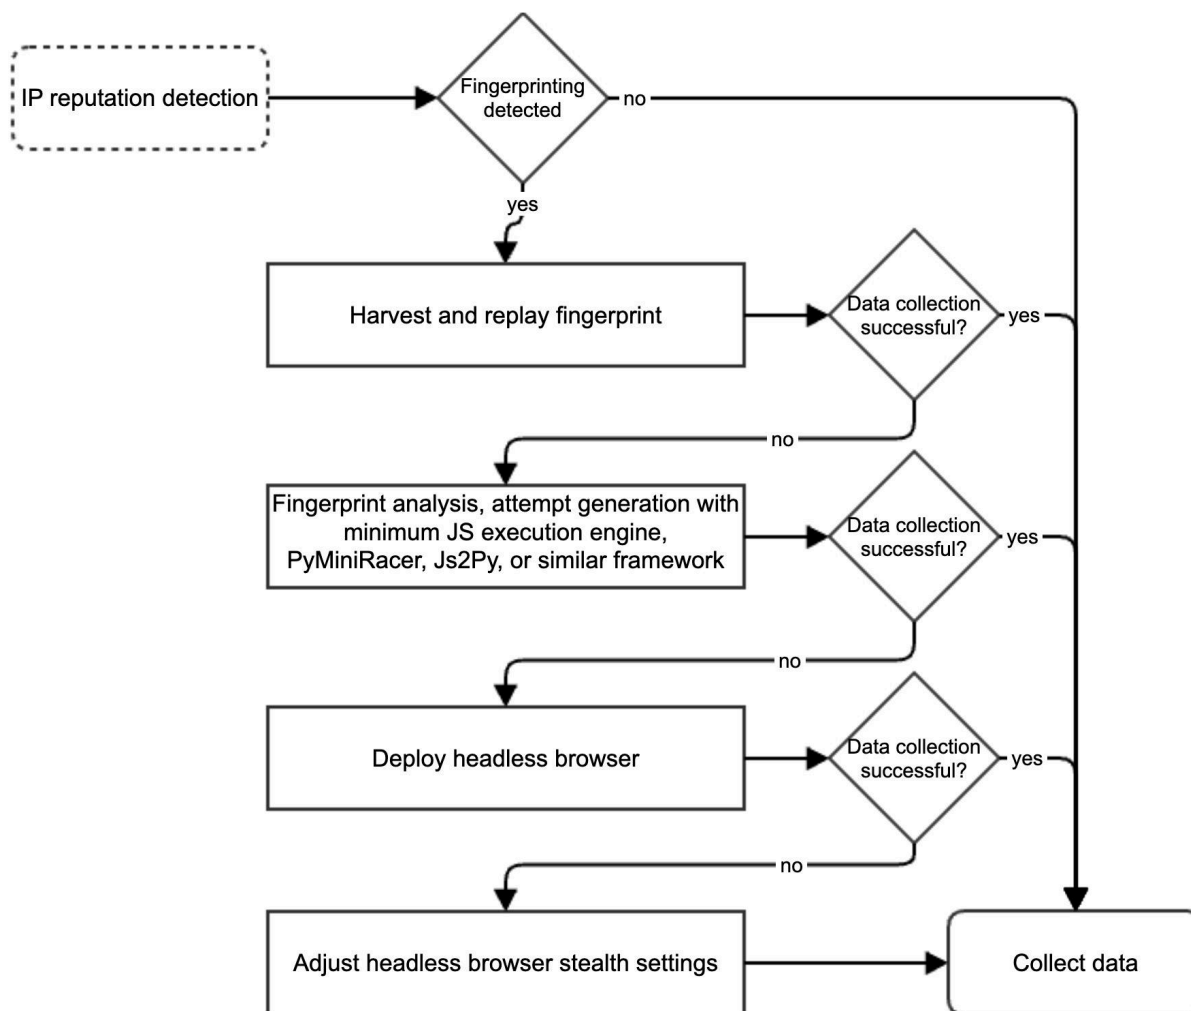 IP reputation detection
Fingerprinting
detected
no
yes
Harvest and replay fingerprint
Data collection
successful?
yes
no
Fingerprint analysis, attempt generation with
minimum JS execution engine,
PyMiniRacer, Js2Py, or similar framework
Data collection
successful?
yes
no
Deploy headless browser
Data collection
successful?
yes
no
Adjust headless browser stealth settings
Collect data